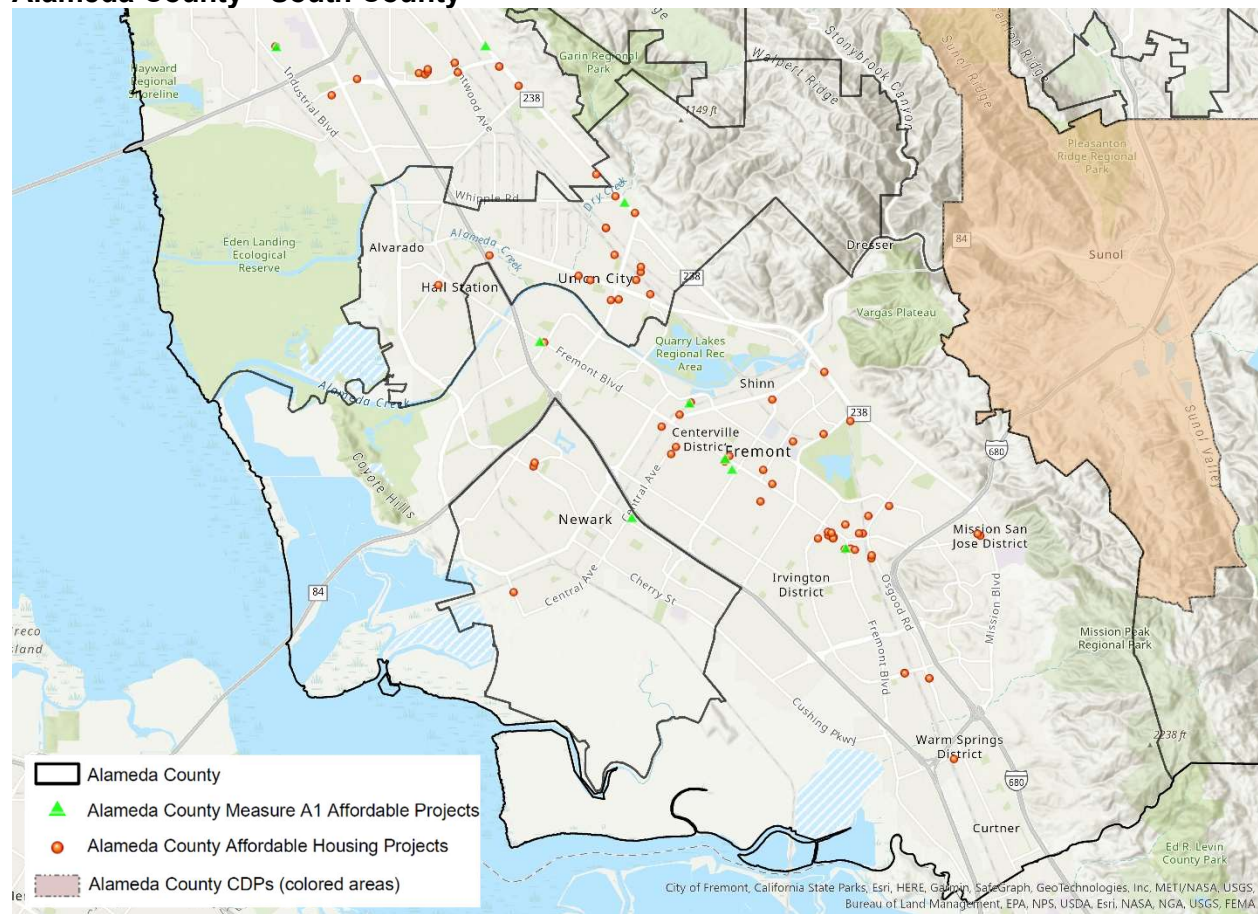 Alameda County - South County
Hayward
Regional
Shoreline
Industrial Blvd
238
Garin Regional
Park
Walpert Ridge
Stonybrook Canyon
1149 ft
Sunol Ridge
Pleasanton
Ridge Regional
Park
Whipple Rd
Dry Creek
Alvarado
Alameda Creek
Eden Landing
Ecological
Reserve
Hall Station
Union City
238
Dresser
84
Sunol
Vargas Plateau
Quarry Lakes
Regional Rec
Area
Fremont Blvd
Shinn
Alameda Creek
238
Centerville
District
Fremont
680
Sunol Valley
Coyote Hills
Central Ave
Newark
Mission San
Jose District
Irvington
District
84
Central Ave
Cherry St
Osgood Rd
Mission Blvd
Fremont Blvd
Mission Peak
Regional Park
Cushing Pkwy
Warm Springs
District
2238 ft
680
Curtner
Ed R. Levin
County Park
Alameda County
Alameda County Measure A1 Affordable Projects
Alameda County Affordable Housing Projects
Alameda County CDPs (colored areas)
City of Fremont, California State Parks, Esri, HERE, Garmin, SafeGraph, GeoTechnologies, Inc, METI/NASA, USGS,
Bureau of Land Management, EPA, NPS, USDA, Esri, NASA, NGA, USGS, FEMA